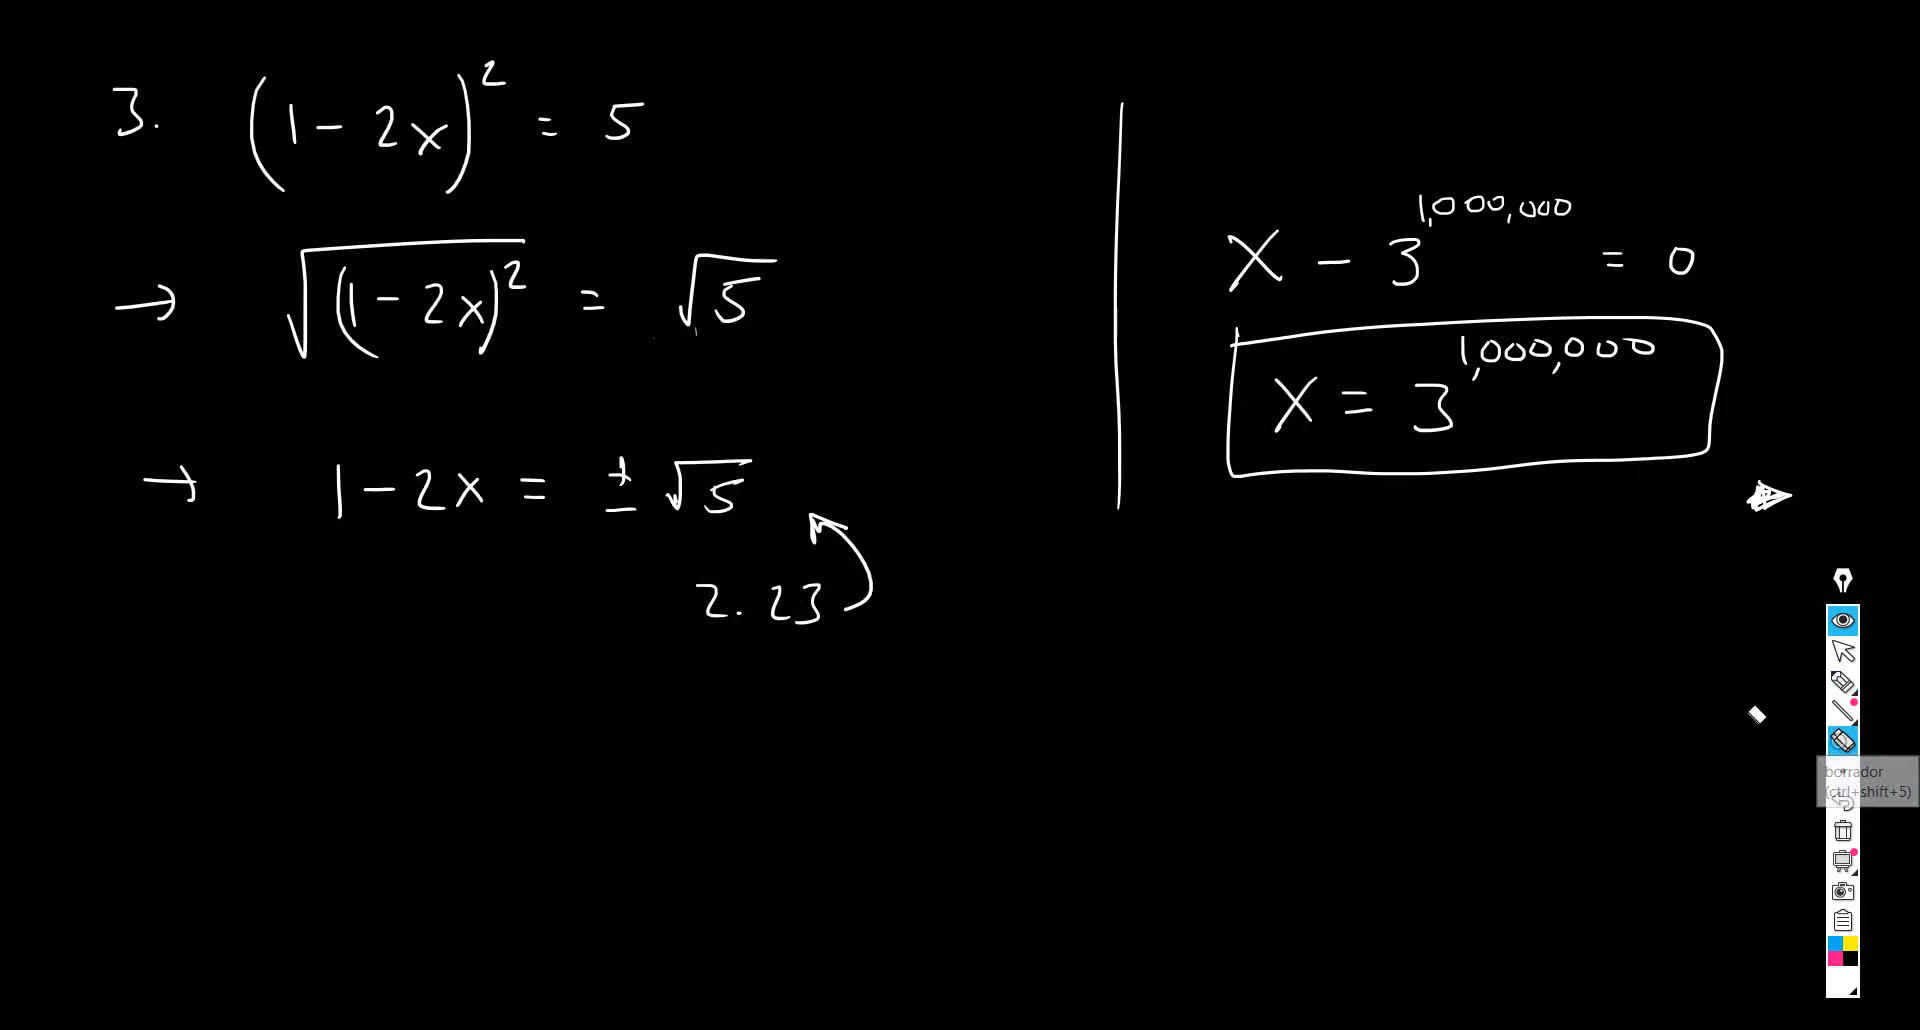 3. (1 - 2x)² = 5
→ √(1 - 2x)² = √5
→ 1 - 2x = ± √5
2.23
X - 3^1,000,000 = 0
X = 3^1,000,000
borrador
(ctrl+shift+5)